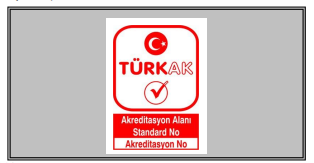 TÜRKAK
Akreditasyon Alanı
Standard No
Akreditasyon No